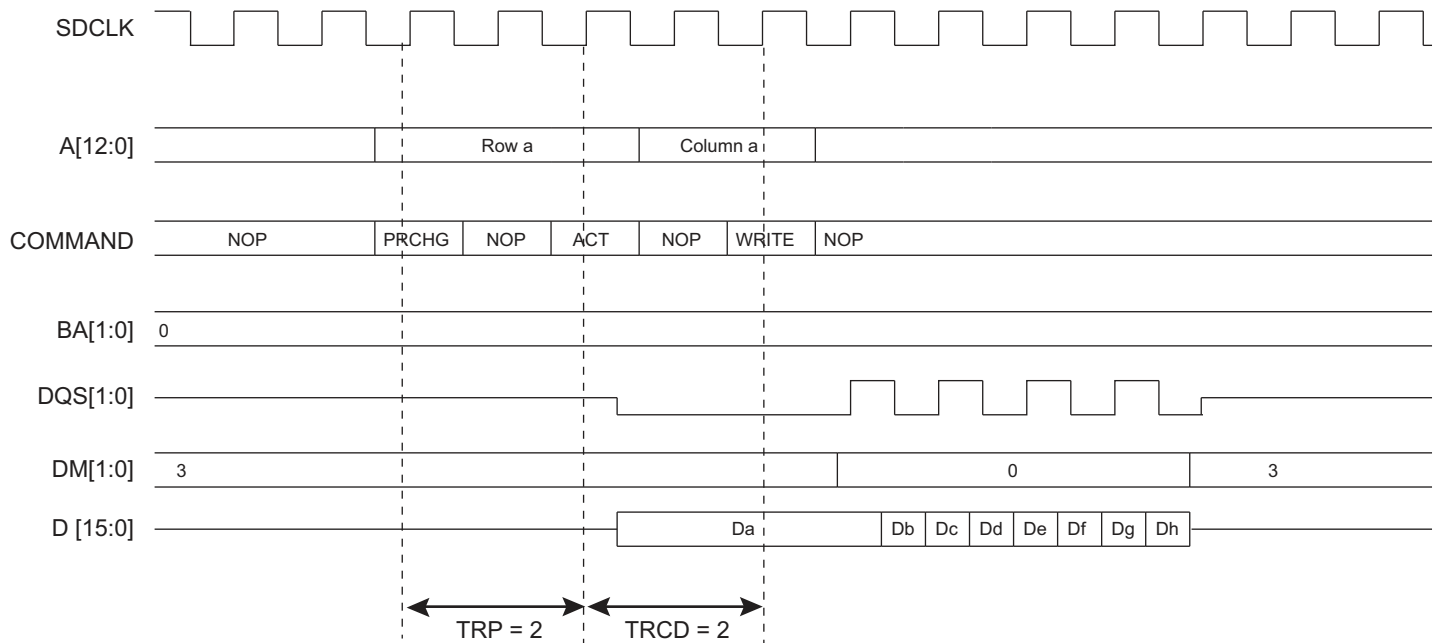 SDCLK
A[12:0] Row a Column a
COMMAND NOP PRCHG NOP ACT NOP WRITE NOP
BA[1:0] 0
DQS[1:0]
DM[1:0] 3 0 3
D [15:0] Da Db Dc Dd De Df Dg Dh
TRP = 2 TRCD = 2